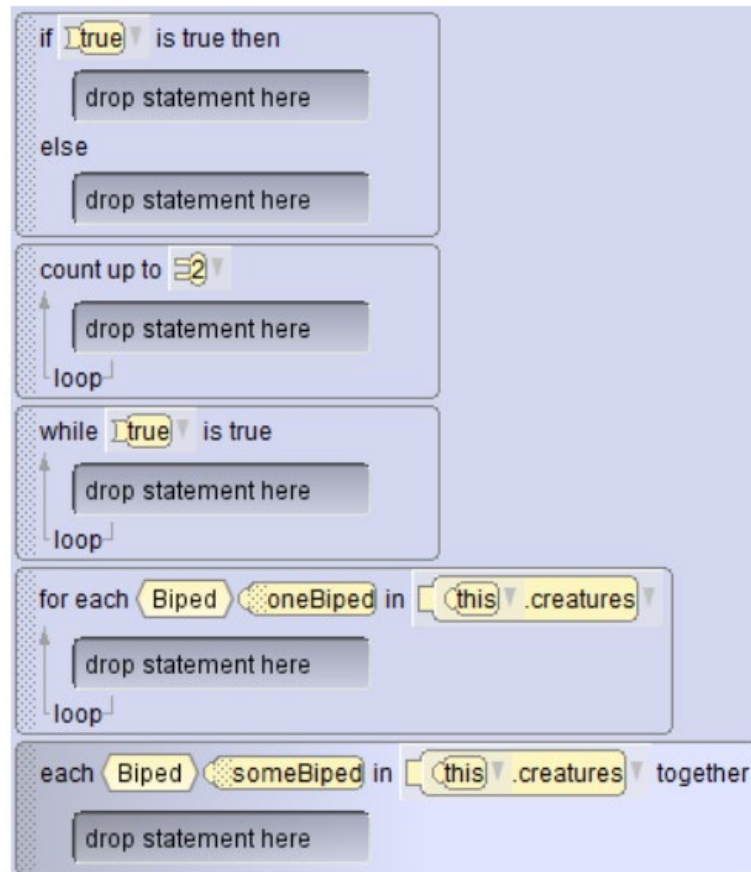 if true is true then
drop statement here
else
drop statement here
count up to 2
drop statement here
loop
while true is true
drop statement here
loop
for each Biped oneBiped in this .creatures
drop statement here
loop
each Biped someBiped in this .creatures together
drop statement here